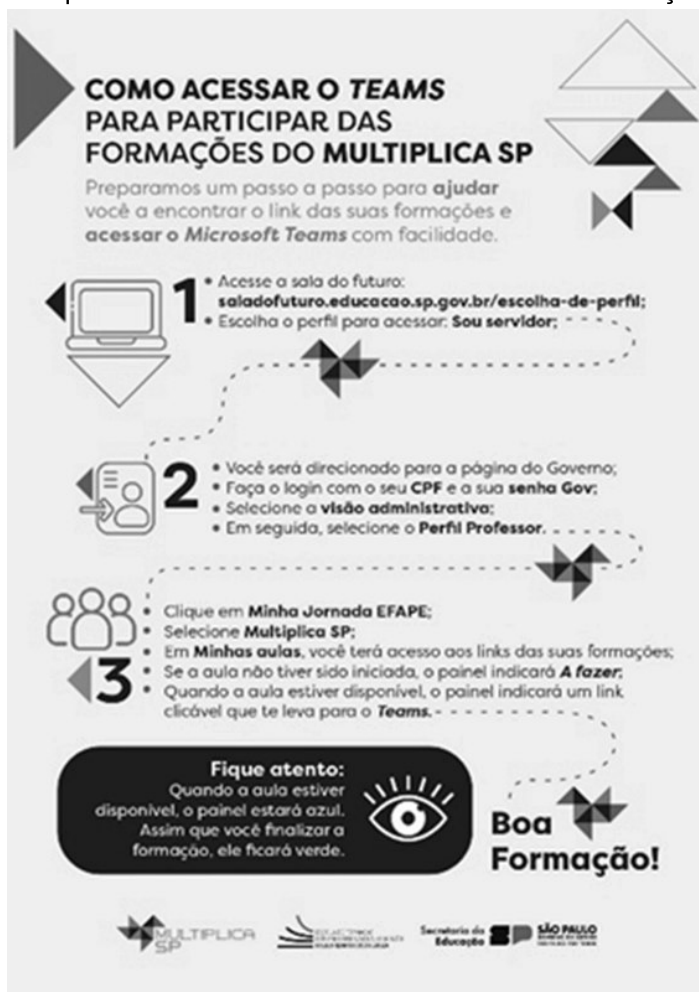 COMO ACESSAR O TEAMS
PARA PARTICIPAR DAS
FORMAÇÕES DO MULTIPLICA SP
Preparamos um passo a passo para ajudar
você a encontrar o link das suas formações e
acessar o Microsoft Teams com facilidade.
1
• Acesse a sala do futuro:
saladofuturo.educacao.sp.gov.br/escolha-de-perfil;
• Escolha o perfil para acessar: Sou servidor;
2
• Você será direcionado para a página do Governo;
• Faça o login com o seu CPF e a sua senha Gov;
• Selecione a visão administrativa;
• Em seguida, selecione o Perfil Professor.
3
• Clique em Minha Jornada EFAPE;
• Selecione Multiplica SP;
• Em Minhas aulas, você terá acesso aos links das suas formações;
• Se a aula não tiver sido iniciada, o painel indicará A fazer;
• Quando a aula estiver disponível, o painel indicará um link
clicável que te leva para o Teams.
Fique atento:
Quando a aula estiver
disponível, o painel estará azul.
Assim que você finalizar a
formação, ele ficará verde.
Boa
Formação!
MULTIPLICA
SP
Secretaria da
Educação
SP
SÃO PAULO